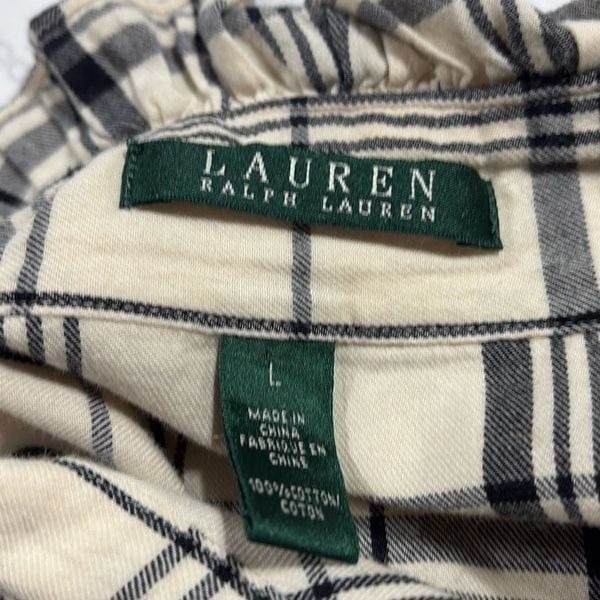 LAUREN
RALPH LAUREN
L
MADE IN
CHINA
FABRIQUE EN
CHINE
100% COTTON/
COTON